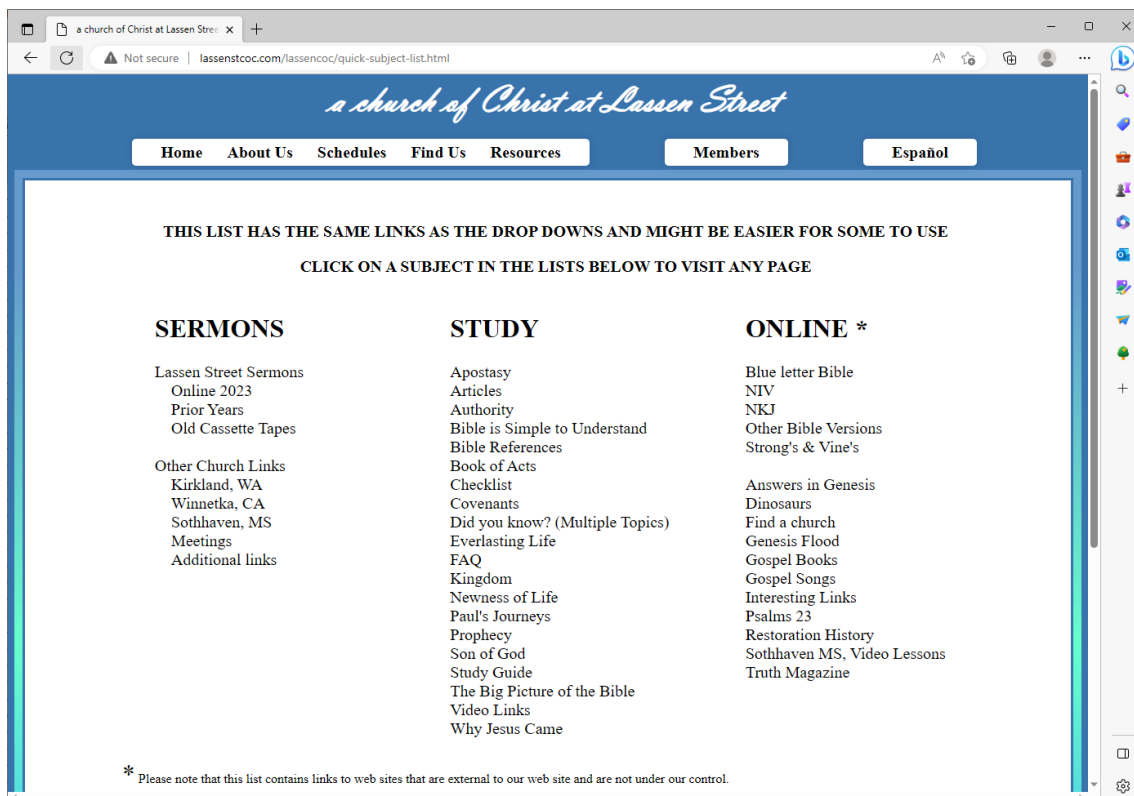 a church of Christ at Lassen Stree
Not secure | lassenstcoc.com/lassencoc/quick-subject-list.html
a church of Christ at Lassen Street
Home About Us Schedules Find Us Resources Members Español
THIS LIST HAS THE SAME LINKS AS THE DROP DOWNS AND MIGHT BE EASIER FOR SOME TO USE
CLICK ON A SUBJECT IN THE LISTS BELOW TO VISIT ANY PAGE
SERMONS
Lassen Street Sermons
Online 2023
Prior Years
Old Cassette Tapes
Other Church Links
Kirkland, WA
Winnetka, CA
Sothhaven, MS
Meetings
Additional links
STUDY
Apostasy
Articles
Authority
Bible is Simple to Understand
Bible References
Book of Acts
Checklist
Covenants
Did you know? (Multiple Topics)
Everlasting Life
FAQ
Kingdom
Newness of Life
Paul's Journeys
Prophecy
Son of God
Study Guide
The Big Picture of the Bible
Video Links
Why Jesus Came
ONLINE *
Blue letter Bible
NIV
NKJ
Other Bible Versions
Strong's & Vine's
Answers in Genesis
Dinosaurs
Find a church
Genesis Flood
Gospel Books
Gospel Songs
Interesting Links
Psalms 23
Restoration History
Sothhaven MS, Video Lessons
Truth Magazine
* Please note that this list contains links to web sites that are external to our web site and are not under our control.